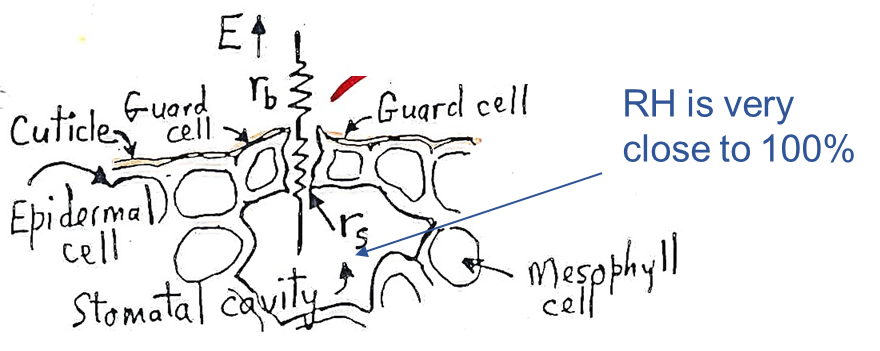 E
r_b
Guard
cell
Guard cell
Cuticle
Epidermal
cell
r_s
Stomatal cavity
Mesophyll
cell
RH is very
close to 100%